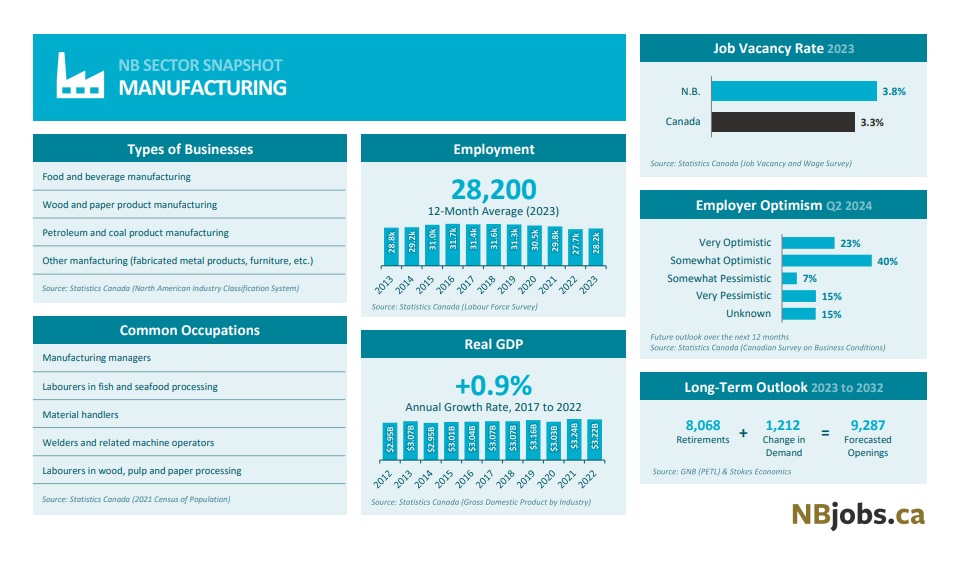 NB SECTOR SNAPSHOT
MANUFACTURING
Types of Businesses
Food and beverage manufacturing
Wood and paper product manufacturing
Petroleum and coal product manufacturing
Other manfacturing (fabricated metal products, furniture, etc.)
Source: Statistics Canada (North American Industry Classification System)
Common Occupations
Manufacturing managers
Labourers in fish and seafood processing
Material handlers
Welders and related machine operators
Labourers in wood, pulp and paper processing
Source: Statistics Canada (2021 Census of Population)
Employment
28,200
12-Month Average (2023)
28.8k 29.2k 31.0k 31.7k 31.4k 31.6k 31.3k 30.5k 29.8k 27.7k 28.2k
2013 2014 2015 2016 2017 2018 2019 2020 2021 2022 2023
Source: Statistics Canada (Labour Force Survey)
Real GDP
+0.9%
Annual Growth Rate, 2017 to 2022
$2.95B $3.07B $2.95B $3.01B $3.04B $3.07B $3.07B $3.16B $3.03B $3.24B $3.22B
2012 2013 2014 2015 2016 2017 2018 2019 2020 2021 2022
Source: Statistics Canada (Gross Domestic Product by Industry)
Job Vacancy Rate 2023
N.B. 3.8%
Canada 3.3%
Source: Statistics Canada (Job Vacancy and Wage Survey)
Employer Optimism Q2 2024
Very Optimistic 23%
Somewhat Optimistic 40%
Somewhat Pessimistic 7%
Very Pessimistic 15%
Unknown 15%
Future outlook over the next 12 months
Source: Statistics Canada (Canadian Survey on Business Conditions)
Long-Term Outlook 2023 to 2032
8,068 + 1,212 = 9,287
Retirements Change in Forecasted
Demand Openings
Source: GNB (PETL) & Stokes Economics
NBjobs.ca